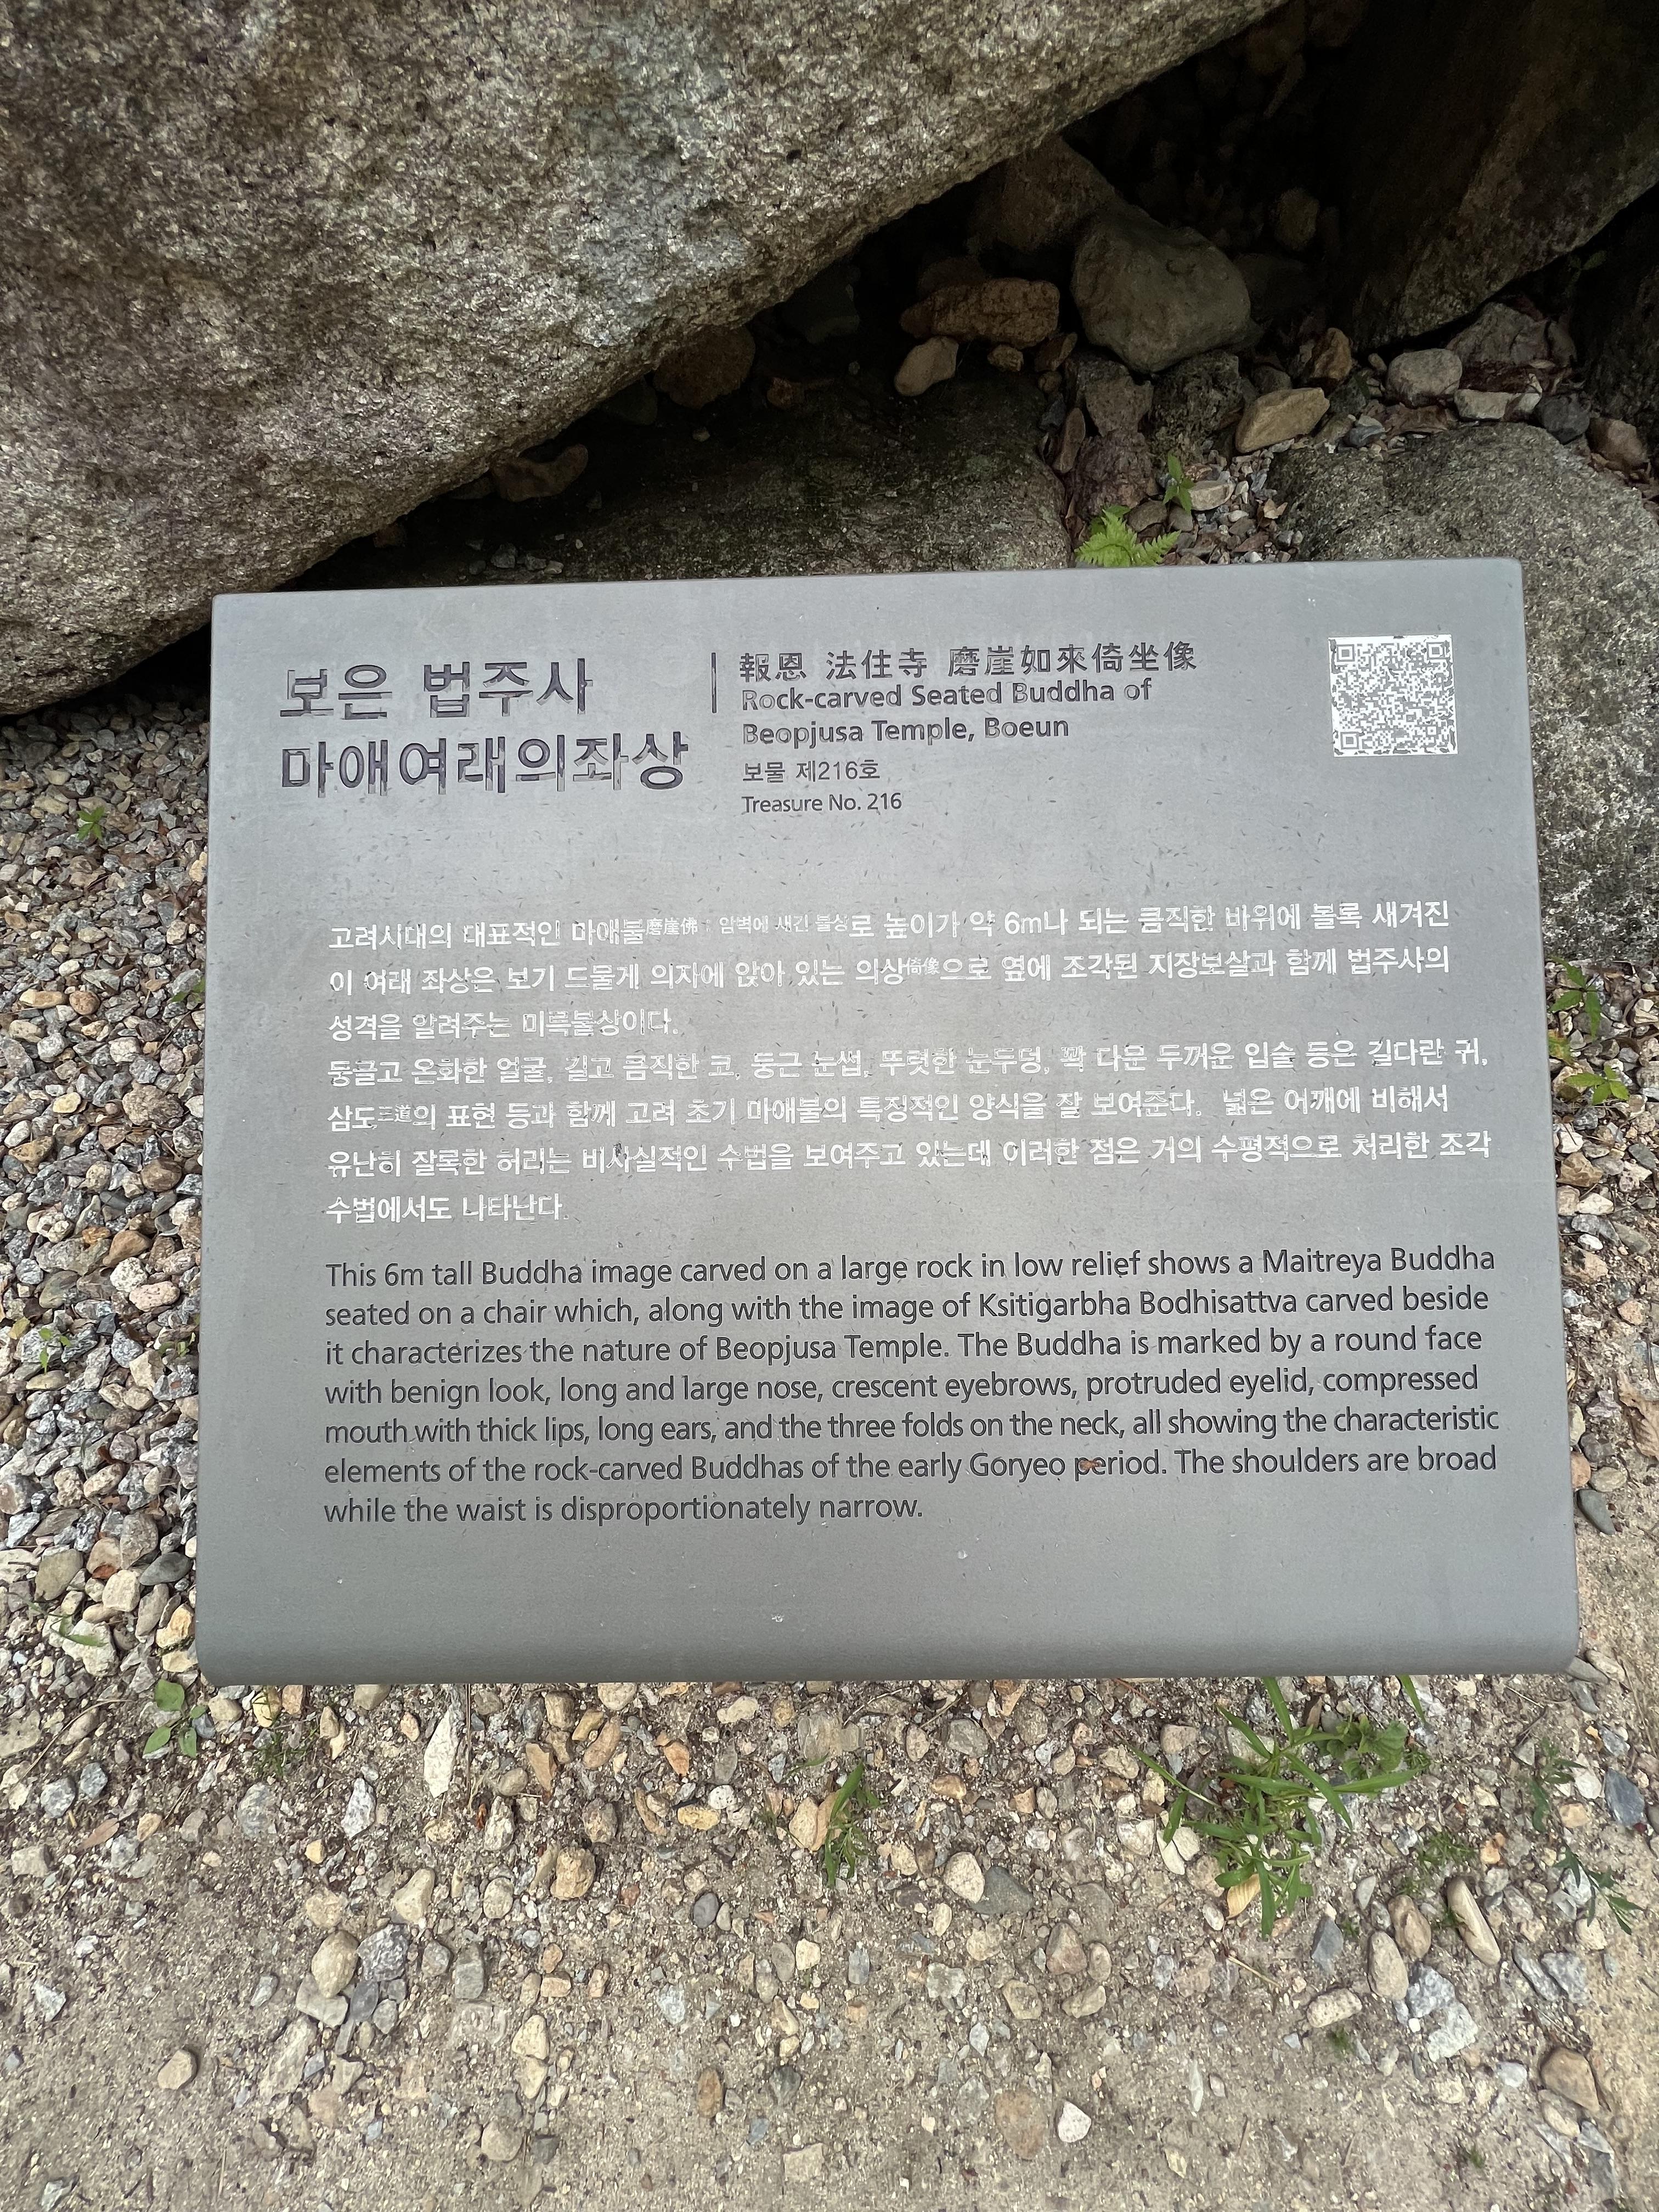 보은 법주사
마애여래의좌상
報恩 法住寺 磨崖如來倚坐像
Rock-carved Seated Buddha of
Beopjusa Temple, Boeun
보물 제216호
Treasure No. 216
고려시대의 대표적인 마애불磨崖佛 : 암벽에 새긴 불상로 높이가 약 6m나 되는 큼직한 바위에 볼록 새겨진
이 여래 좌상은 보기 드물게 의자에 앉아 있는 의상倚像으로 옆에 조각된 지장보살과 함께 법주사의
성격을 알려주는 미륵불상이다.
둥글고 온화한 얼굴, 길고 큼직한 코, 둥근 눈썹, 뚜렷한 눈두덩, 꽉 다문 두꺼운 입술 등은 길다란 귀,
삼도三道의 표현 등과 함께 고려 초기 마애불의 특징적인 양식을 잘 보여준다. 넓은 어깨에 비해서
유난히 잘록한 허리는 비사실적인 수법을 보여주고 있는데 이러한 점은 거의 수평적으로 처리한 조각
수법에서도 나타난다.
This 6m tall Buddha image carved on a large rock in low relief shows a Maitreya Buddha
seated on a chair which, along with the image of Ksitigarbha Bodhisattva carved beside
it characterizes the nature of Beopjusa Temple. The Buddha is marked by a round face
with benign look, long and large nose, crescent eyebrows, protruded eyelid, compressed
mouth with thick lips, long ears, and the three folds on the neck, all showing the characteristic
elements of the rock-carved Buddhas of the early Goryeo period. The shoulders are broad
while the waist is disproportionately narrow.